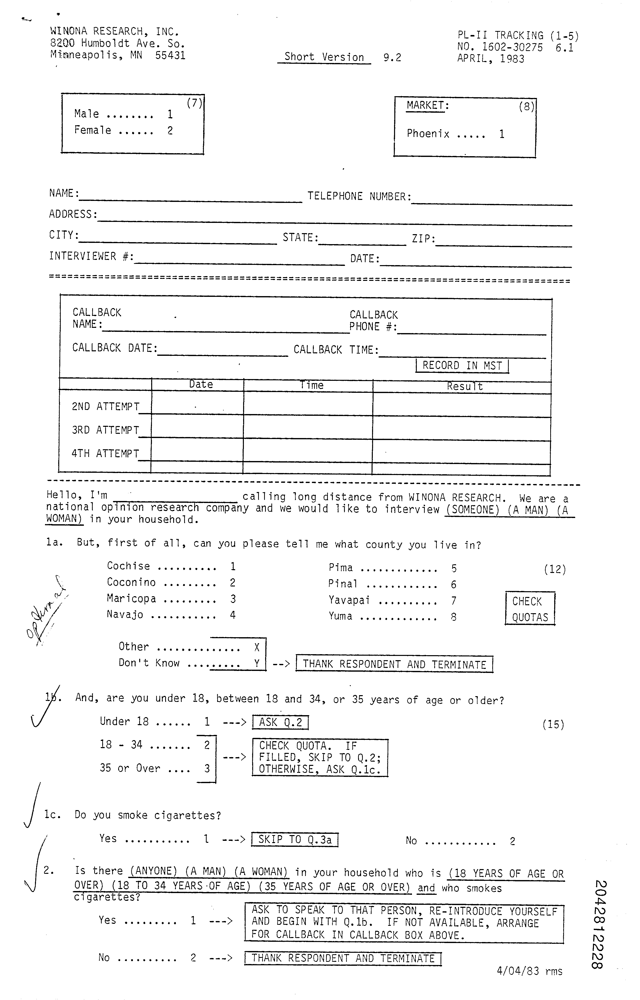 WINONA RESEARCH, INC.
8200 Humboldt Ave. So.
Minneapolis, MN 55431
Short Version 9.2
PL-II TRACKING (1-5)
NO. 1602-30275 6.1
APRIL, 1983
(7)
Male ........ 1
Female ...... 2
MARKET: (8)
Phoenix ..... 1
NAME: TELEPHONE NUMBER:
ADDRESS:
CITY: STATE: ZIP:
INTERVIEWER #: DATE:
CALLBACK NAME: CALLBACK PHONE #:
CALLBACK DATE: CALLBACK TIME:
RECORD IN MST
Date Time Result
2ND ATTEMPT
3RD ATTEMPT
4TH ATTEMPT
Hello, I'm calling long distance from WINONA RESEARCH. We are a
national opinion research company and we would like to interview (SOMEONE) (A MAN) (A
WOMAN) in your household.
1a. But, first of all, can you please tell me what county you live in?
Cochise .......... 1 Pima ............. 5 (12)
Coconino ......... 2 Pinal ............ 6
Maricopa ......... 3 Yavapai .......... 7 CHECK
Navajo ........... 4 Yuma ............. 8 QUOTAS
optional
Other .............. X
Don't Know ......... Y --> THANK RESPONDENT AND TERMINATE
1b. And, are you under 18, between 18 and 34, or 35 years of age or older?
Under 18 ...... 1 ---> ASK Q.2 (15)
18 - 34 ....... 2
35 or Over .... 3
---> CHECK QUOTA. IF
FILLED, SKIP TO Q.2;
OTHERWISE, ASK Q.1c.
1c. Do you smoke cigarettes?
Yes ........... 1 ---> SKIP TO Q.3a No ............ 2
2. Is there (ANYONE) (A MAN) (A WOMAN) in your household who is (18 YEARS OF AGE OR
OVER) (18 TO 34 YEARS OF AGE) (35 YEARS OF AGE OR OVER) and who smokes
cigarettes?
Yes ........... 1 ---> ASK TO SPEAK TO THAT PERSON, RE-INTRODUCE YOURSELF
AND BEGIN WITH Q.1b. IF NOT AVAILABLE, ARRANGE
FOR CALLBACK IN CALLBACK BOX ABOVE.
No ............ 2 ---> THANK RESPONDENT AND TERMINATE
4/04/83 rms
2042812228